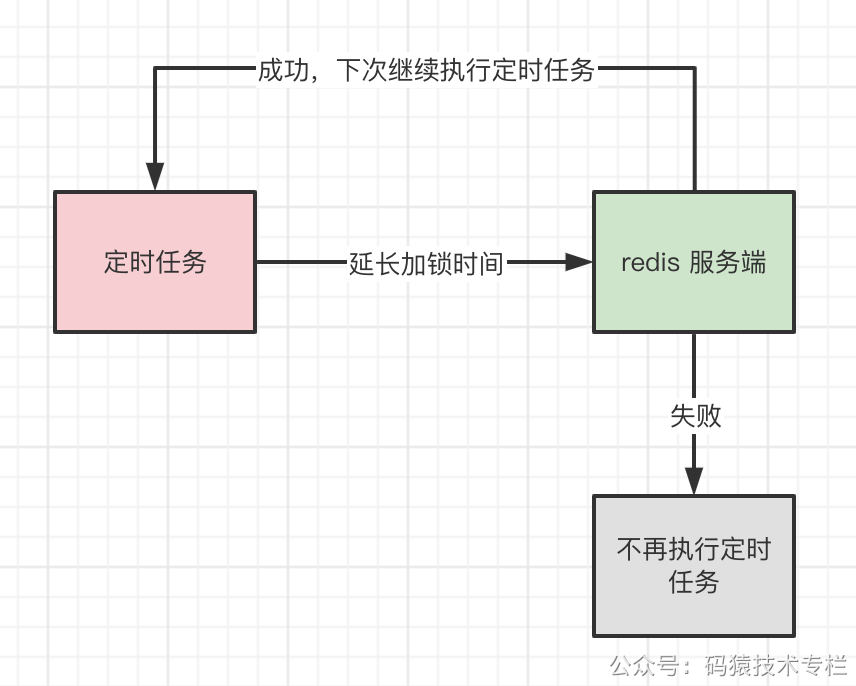 成功，下次继续执行定时任务
定时任务
延长加锁时间
redis 服务端
失败
不再执行定时
任务
公众号：码猿技术专栏